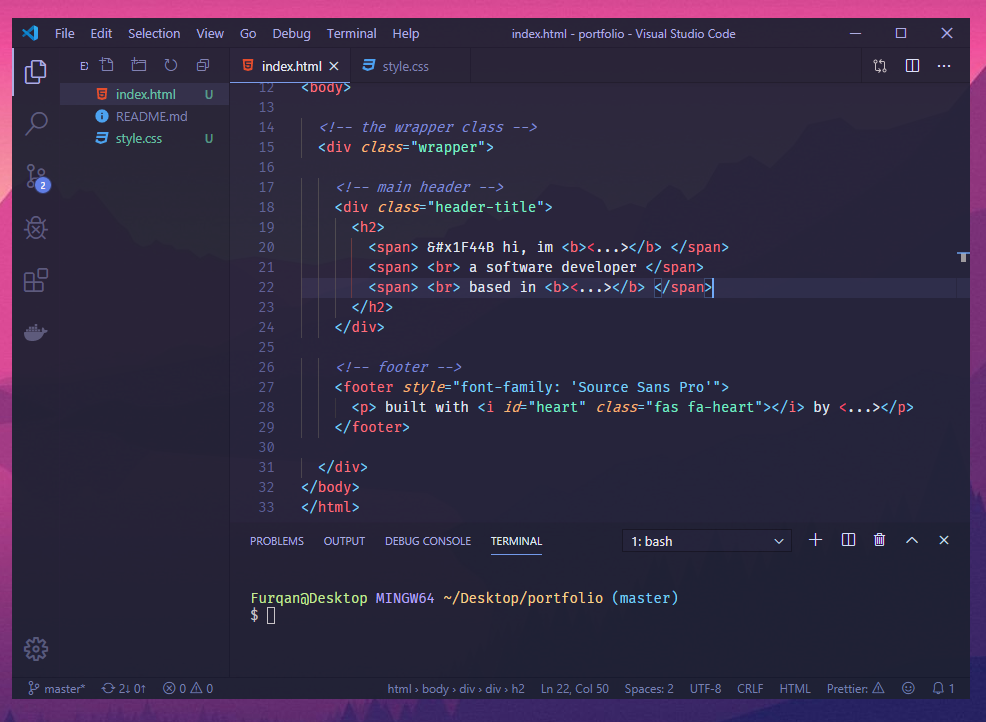 File Edit Selection View Go Debug Terminal Help index.html - portfolio - Visual Studio Code
index.html style.css
index.html U
README.md
style.css U
2
12 <body>
13
14 <!-- the wrapper class -->
15 <div class="wrapper">
16
17 <!-- main header -->
18 <div class="header-title">
19 <h2>
20 <span> &#x1F44B hi, im <b><...></b> </span>
21 <span> <br> a software developer </span>
22 <span> <br> based in <b><...></b> </span>
23 </h2>
24 </div>
25
26 <!-- footer -->
27 <footer style="font-family: 'Source Sans Pro'">
28 <p> built with <i id="heart" class="fas fa-heart"></i> by <...></p>
29 </footer>
30
31 </div>
32 </body>
33 </html>
PROBLEMS OUTPUT DEBUG CONSOLE TERMINAL 1: bash
Furqan@Desktop MINGW64 ~/Desktop/portfolio (master)
$
master* 2↓ 0↑ 0 0 html › body › div › div › h2 Ln 22, Col 50 Spaces: 2 UTF-8 CRLF HTML Prettier: 1